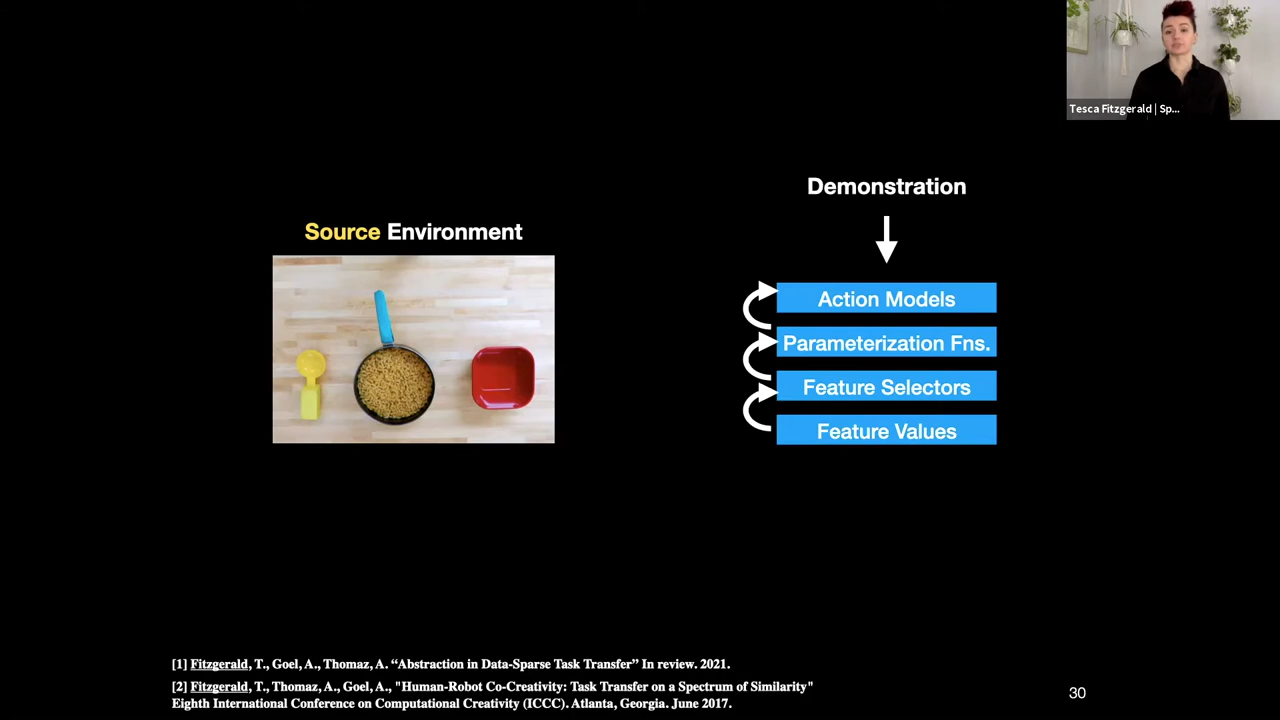 Tesca Fitzgerald | Sp...
Demonstration
Source Environment
Action Models
Parameterization Fns.
Feature Selectors
Feature Values
[1] Fitzgerald, T., Goel, A., Thomaz, A. “Abstraction in Data-Sparse Task Transfer” In review. 2021.
[2] Fitzgerald, T., Thomaz, A., Goel, A., "Human-Robot Co-Creativity: Task Transfer on a Spectrum of Similarity"
Eighth International Conference on Computational Creativity (ICCC). Atlanta, Georgia. June 2017.
30